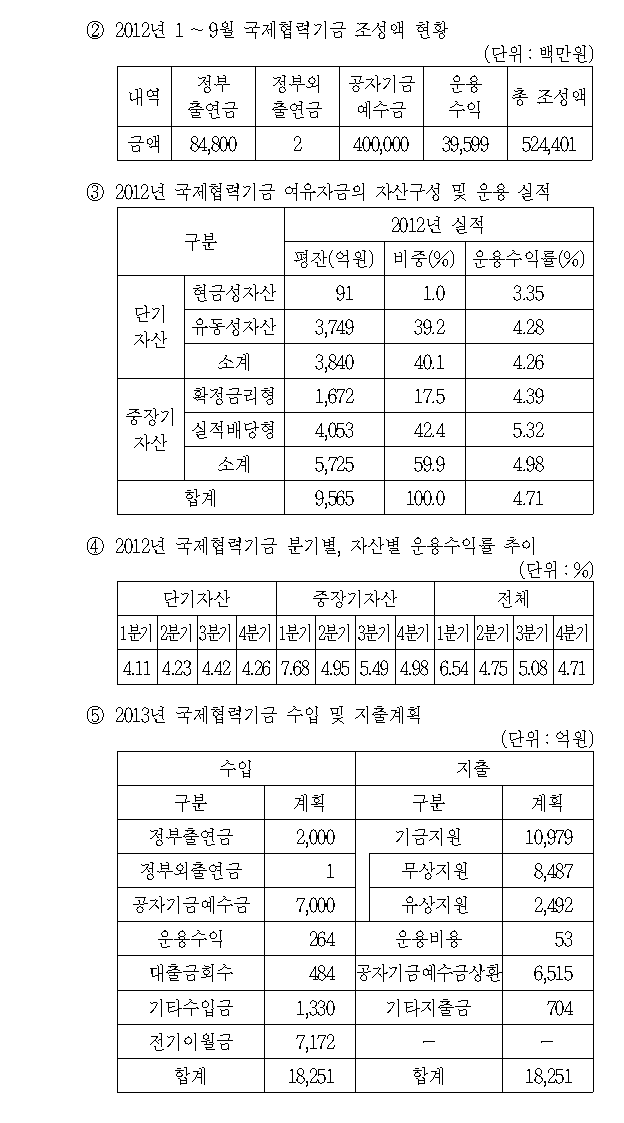 ② 2012년 1 ~ 9월 국제협력기금 조성액 현황
(단위 : 백만원)
내역 정부 출연금 정부외 출연금 공자기금 예수금 운용 수익 총 조성액
금액 84,800 2 400,000 39,599 524,401
③ 2012년 국제협력기금 여유자금의 자산구성 및 운용 실적
구분 2012년 실적
평잔(억원) 비중(%) 운용수익률(%)
단기 자산 현금성자산 91 1.0 3.35
유동성자산 3,749 39.2 4.28
소계 3,840 40.1 4.26
중장기 자산 확정금리형 1,672 17.5 4.39
실적배당형 4,053 42.4 5.32
소계 5,725 59.9 4.98
합계 9,565 100.0 4.71
④ 2012년 국제협력기금 분기별, 자산별 운용수익률 추이
(단위 : %)
단기자산 중장기자산 전체
1분기 2분기 3분기 4분기 1분기 2분기 3분기 4분기 1분기 2분기 3분기 4분기
4.11 4.23 4.42 4.26 7.68 4.95 5.49 4.98 6.54 4.75 5.08 4.71
⑤ 2013년 국제협력기금 수입 및 지출계획
(단위 : 억원)
수입 지출
구분 계획 구분 계획
정부출연금 2,000 기금지원 10,979
정부외출연금 1 무상지원 8,487
공자기금예수금 7,000 유상지원 2,492
운용수익 264 운용비용 53
대출금회수 484 공자기금예수금상환 6,515
기타수입금 1,330 기타지출금 704
전기이월금 7,172 － －
합계 18,251 합계 18,251